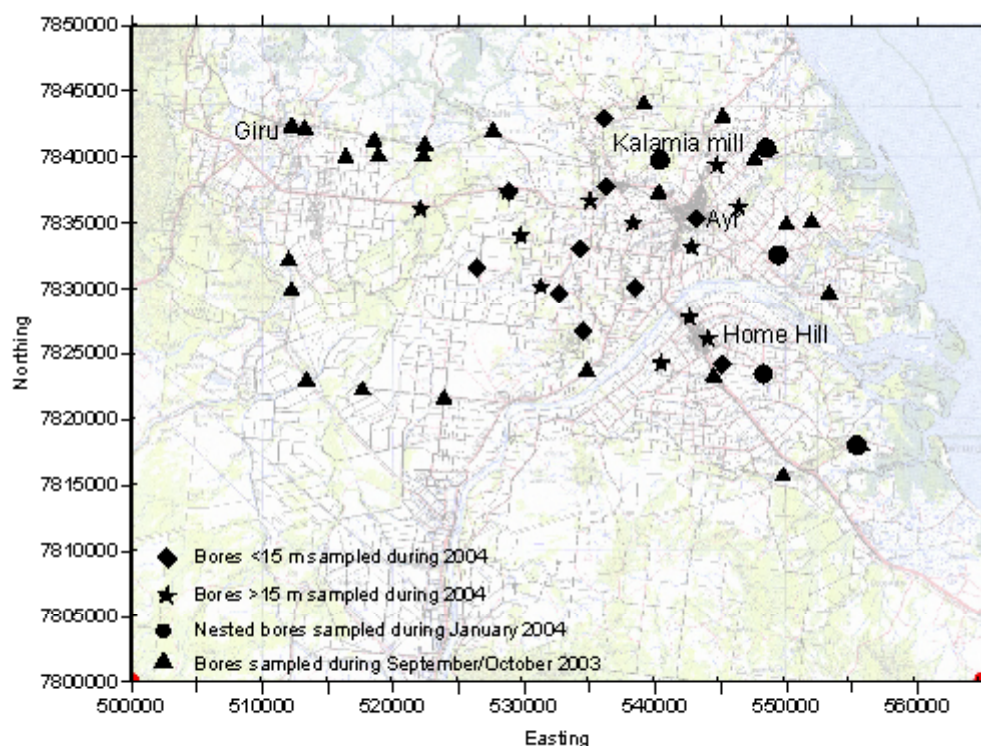 7850000
7845000
7840000
7835000
7830000
7825000
7820000
7815000
7810000
7805000
7800000
Northing
Giru
Kalamia mill
Ayr
Home Hill
Bores <15 m sampled during 2004
Bores >15 m sampled during 2004
Nested bores sampled during January 2004
Bores sampled during September/October 2003
500000 510000 520000 530000 540000 550000 560000
Easting